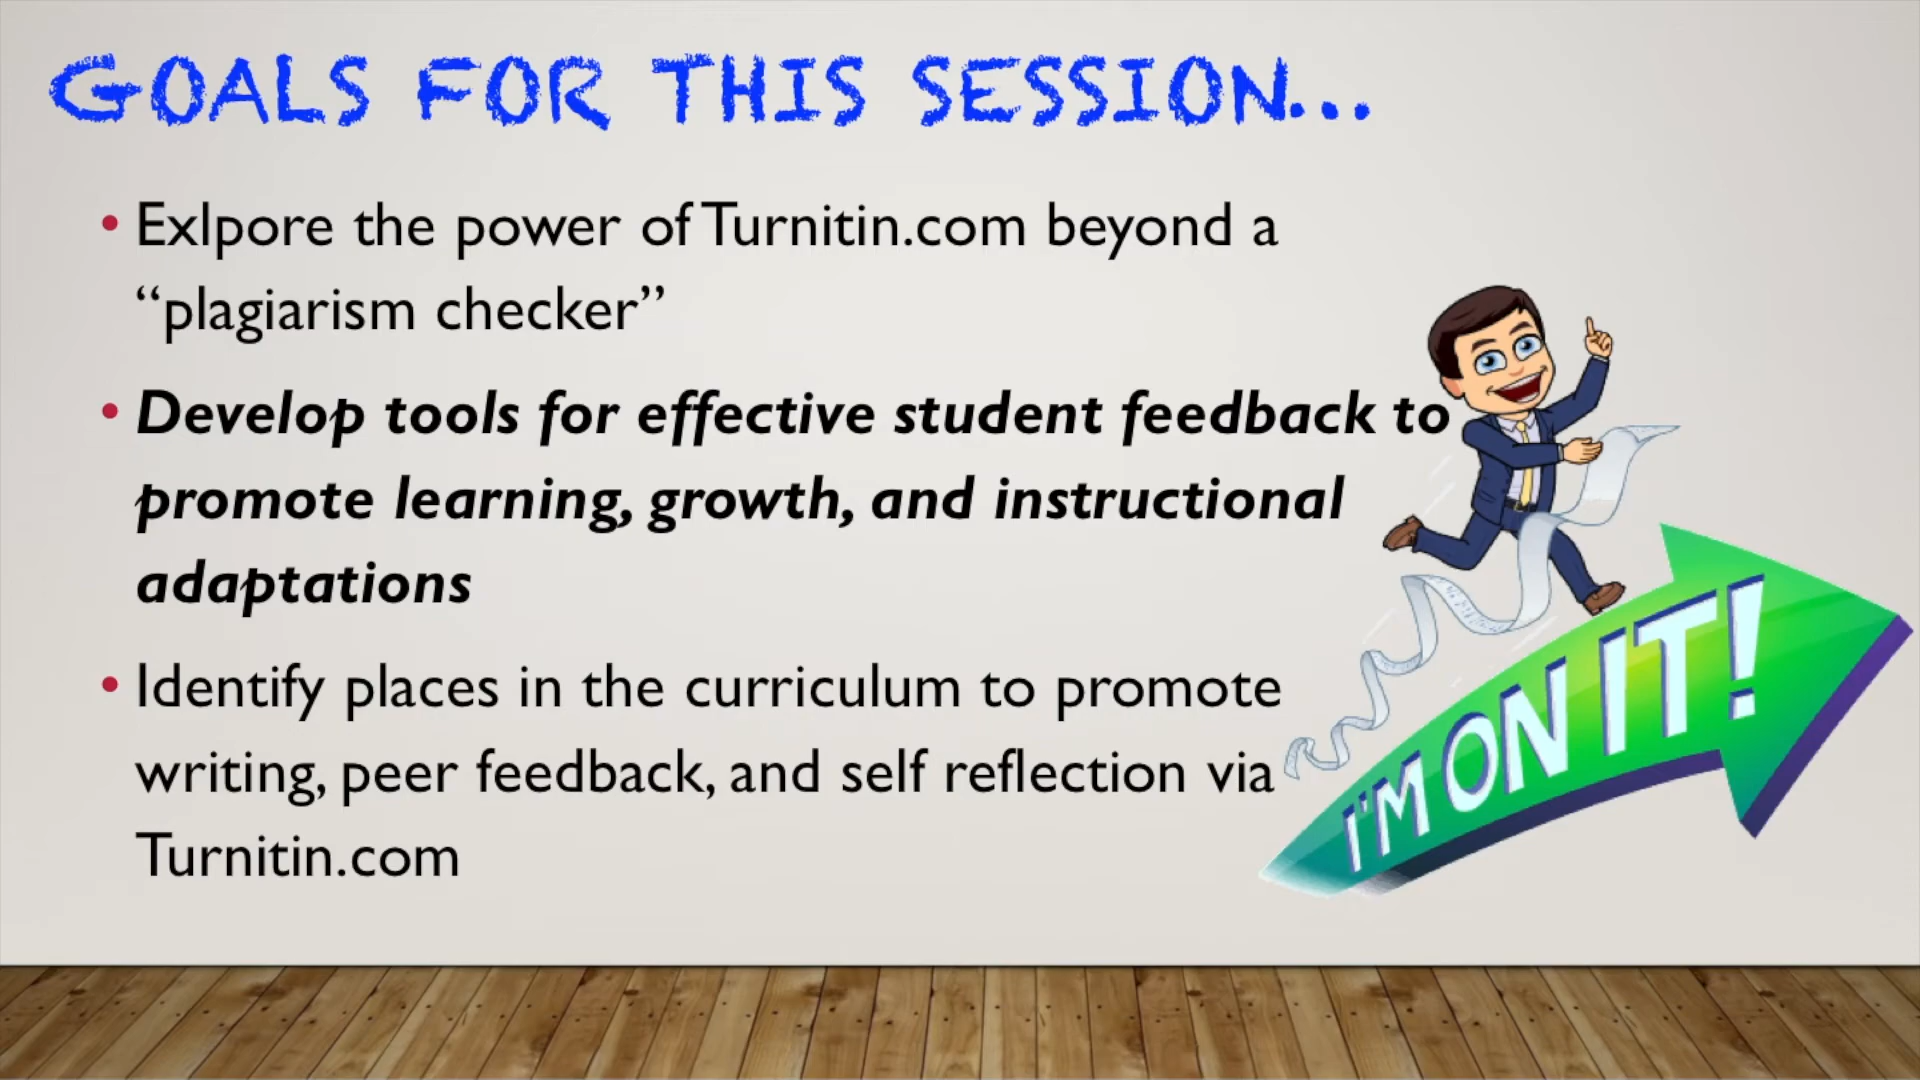 GOALS FOR THIS SESSION...
• Exlpore the power of Turnitin.com beyond a
“plagiarism checker”
• Develop tools for effective student feedback to
promote learning, growth, and instructional
adaptations
• Identify places in the curriculum to promote
writing, peer feedback, and self reflection via
Turnitin.com
I'M ON IT!